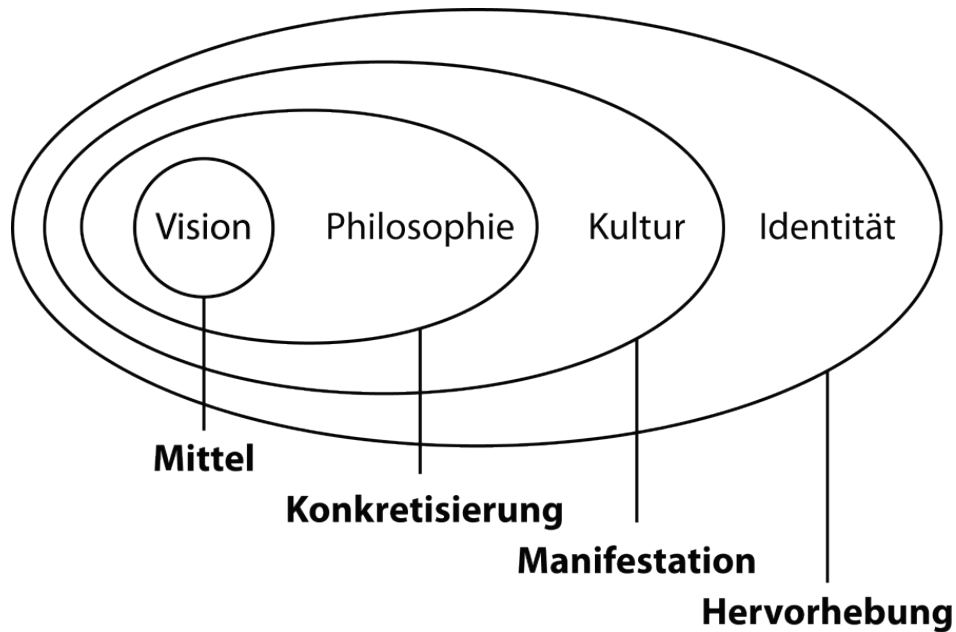 Vision
Philosophie
Kultur
Identität
Mittel
Konkretisierung
Manifestation
Hervorhebung